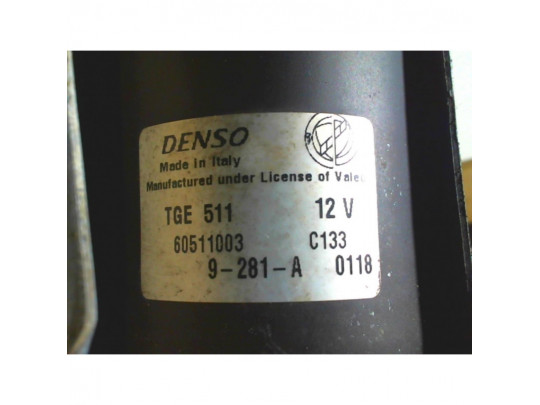 DENSO
Made In Italy
Manufactured under License of Vale
TGE 511 12 V
60511003 C133
9-281-A 0118